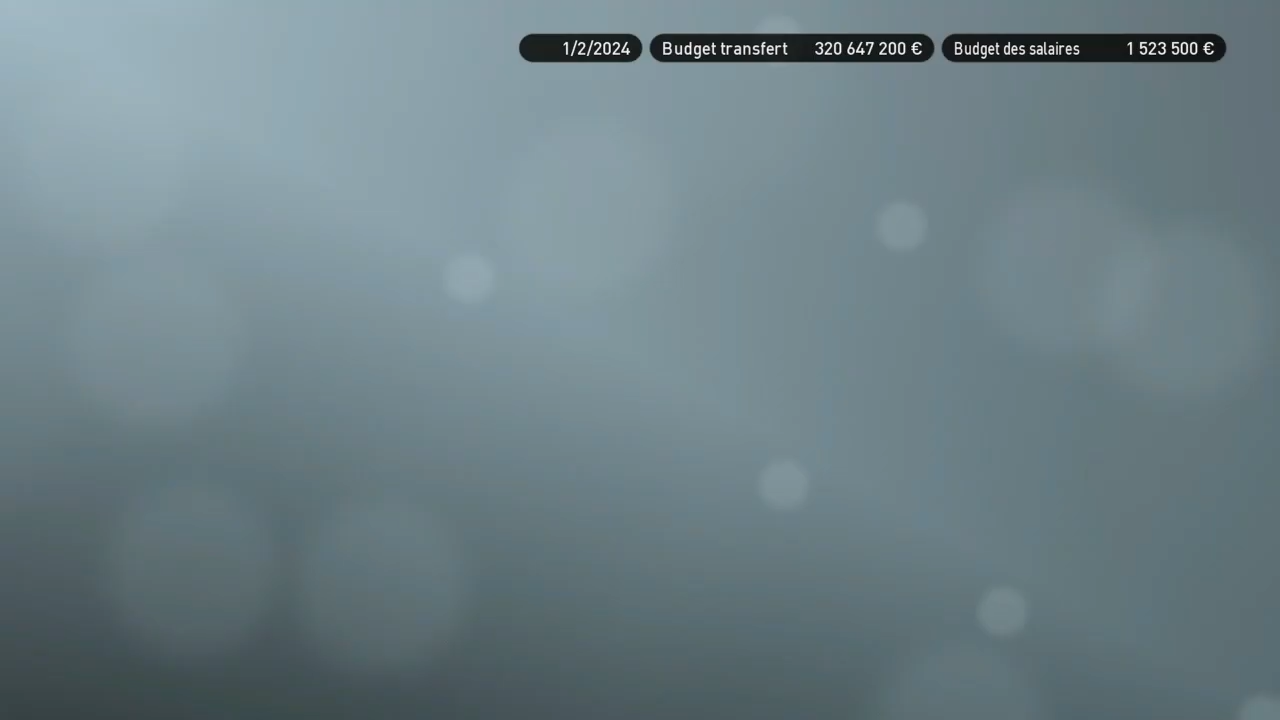 1/2/2024 Budget transfert 320 647 200 € Budget des salaires 1 523 500 €